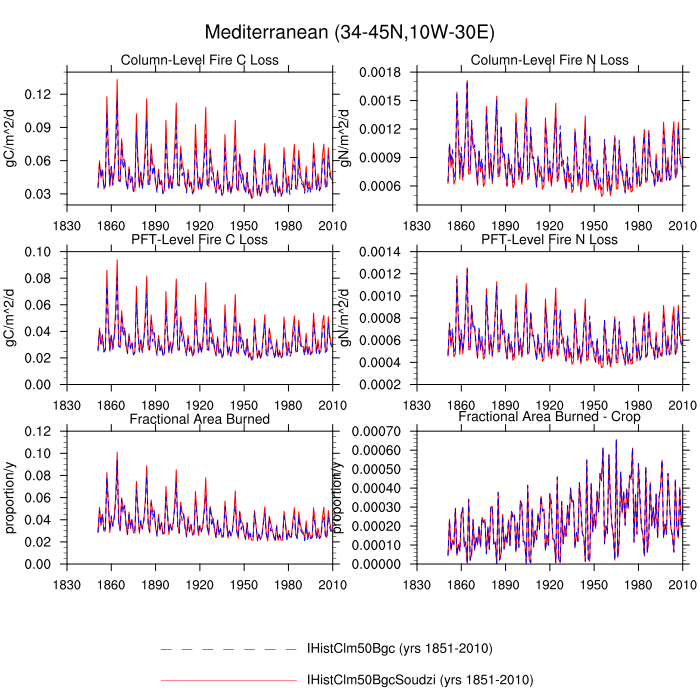 Mediterranean (34-45N,10W-30E)
Column-Level Fire C Loss
Column-Level Fire N Loss
gC/m^2/d
0.12
0.09
0.06
0.03
1830 1860 1890 1920 1950 1980 2010
gN/m^2/d
0.0018
0.0015
0.0012
0.0009
0.0006
1830 1860 1890 1920 1950 1980 2010
PFT-Level Fire C Loss
PFT-Level Fire N Loss
gC/m^2/d
0.10
0.08
0.06
0.04
0.02
0.00
1830 1860 1890 1920 1950 1980 2010
gN/m^2/d
0.0014
0.0012
0.0010
0.0008
0.0006
0.0004
0.0002
1830 1860 1890 1920 1950 1980 2010
Fractional Area Burned
Fractional Area Burned - Crop
proportion/y
0.12
0.10
0.08
0.06
0.04
0.02
0.00
1830 1860 1890 1920 1950 1980 2010
proportion/y
0.00070
0.00060
0.00050
0.00040
0.00030
0.00020
0.00010
0.00000
1830 1860 1890 1920 1950 1980 2010
IHistClm50Bgc (yrs 1851-2010)
IHistClm50BgcSoudzi (yrs 1851-2010)